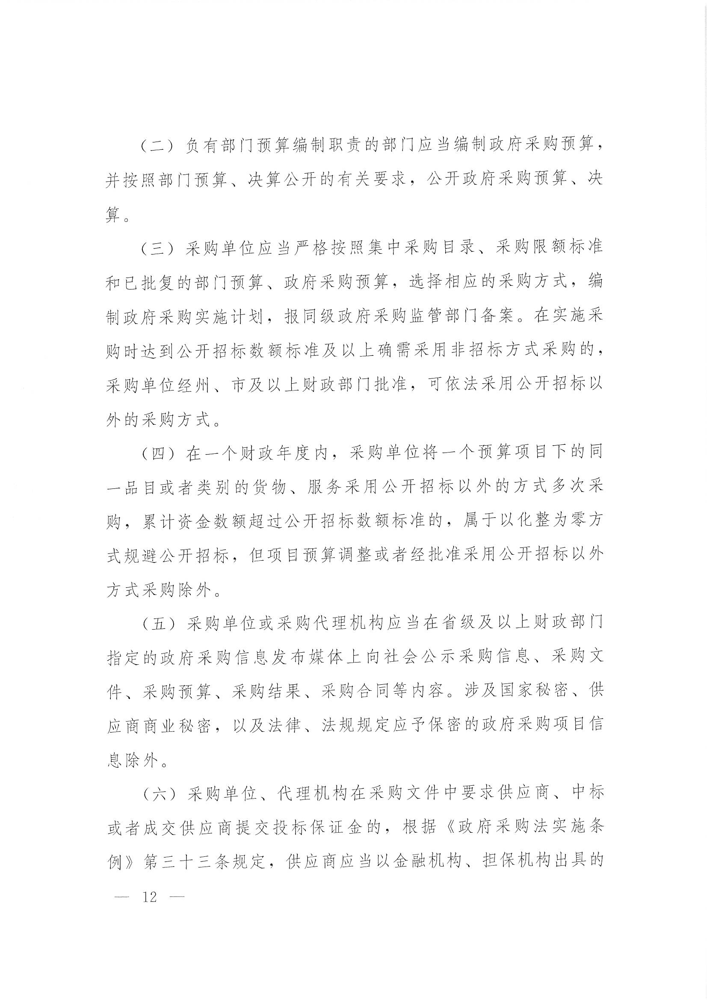 （二）负有部门预算编制职责的部门应当编制政府采购预算，
并按照部门预算、决算公开的有关要求，公开政府采购预算、决
算。
（三）采购单位应当严格按照集中采购目录、采购限额标准
和已批复的部门预算、政府采购预算，选择相应的采购方式，编
制政府采购实施计划，报同级政府采购监管部门备案。在实施采
购时达到公开招标数额标准及以上确需采用非招标方式采购的，
采购单位经州、市及以上财政部门批准，可依法采用公开招标以
外的采购方式。
（四）在一个财政年度内，采购单位将一个预算项目下的同
一品目或者类别的货物、服务采用公开招标以外的方式多次采
购，累计资金数额超过公开招标数额标准的，属于以化整为零方
式规避公开招标，但项目预算调整或者经批准采用公开招标以外
方式采购除外。
（五）采购单位或采购代理机构应当在省级及以上财政部门
指定的政府采购信息发布媒体上向社会公示采购信息、采购文
件、采购预算、采购结果、采购合同等内容。涉及国家秘密、供
应商商业秘密，以及法律、法规规定应予保密的政府采购项目信
息除外。
（六）采购单位、代理机构在采购文件中要求供应商、中标
或者成交供应商提交投标保证金的，根据《政府采购法实施条
例》第三十三条规定，供应商应当以金融机构、担保机构出具的
— 12 —